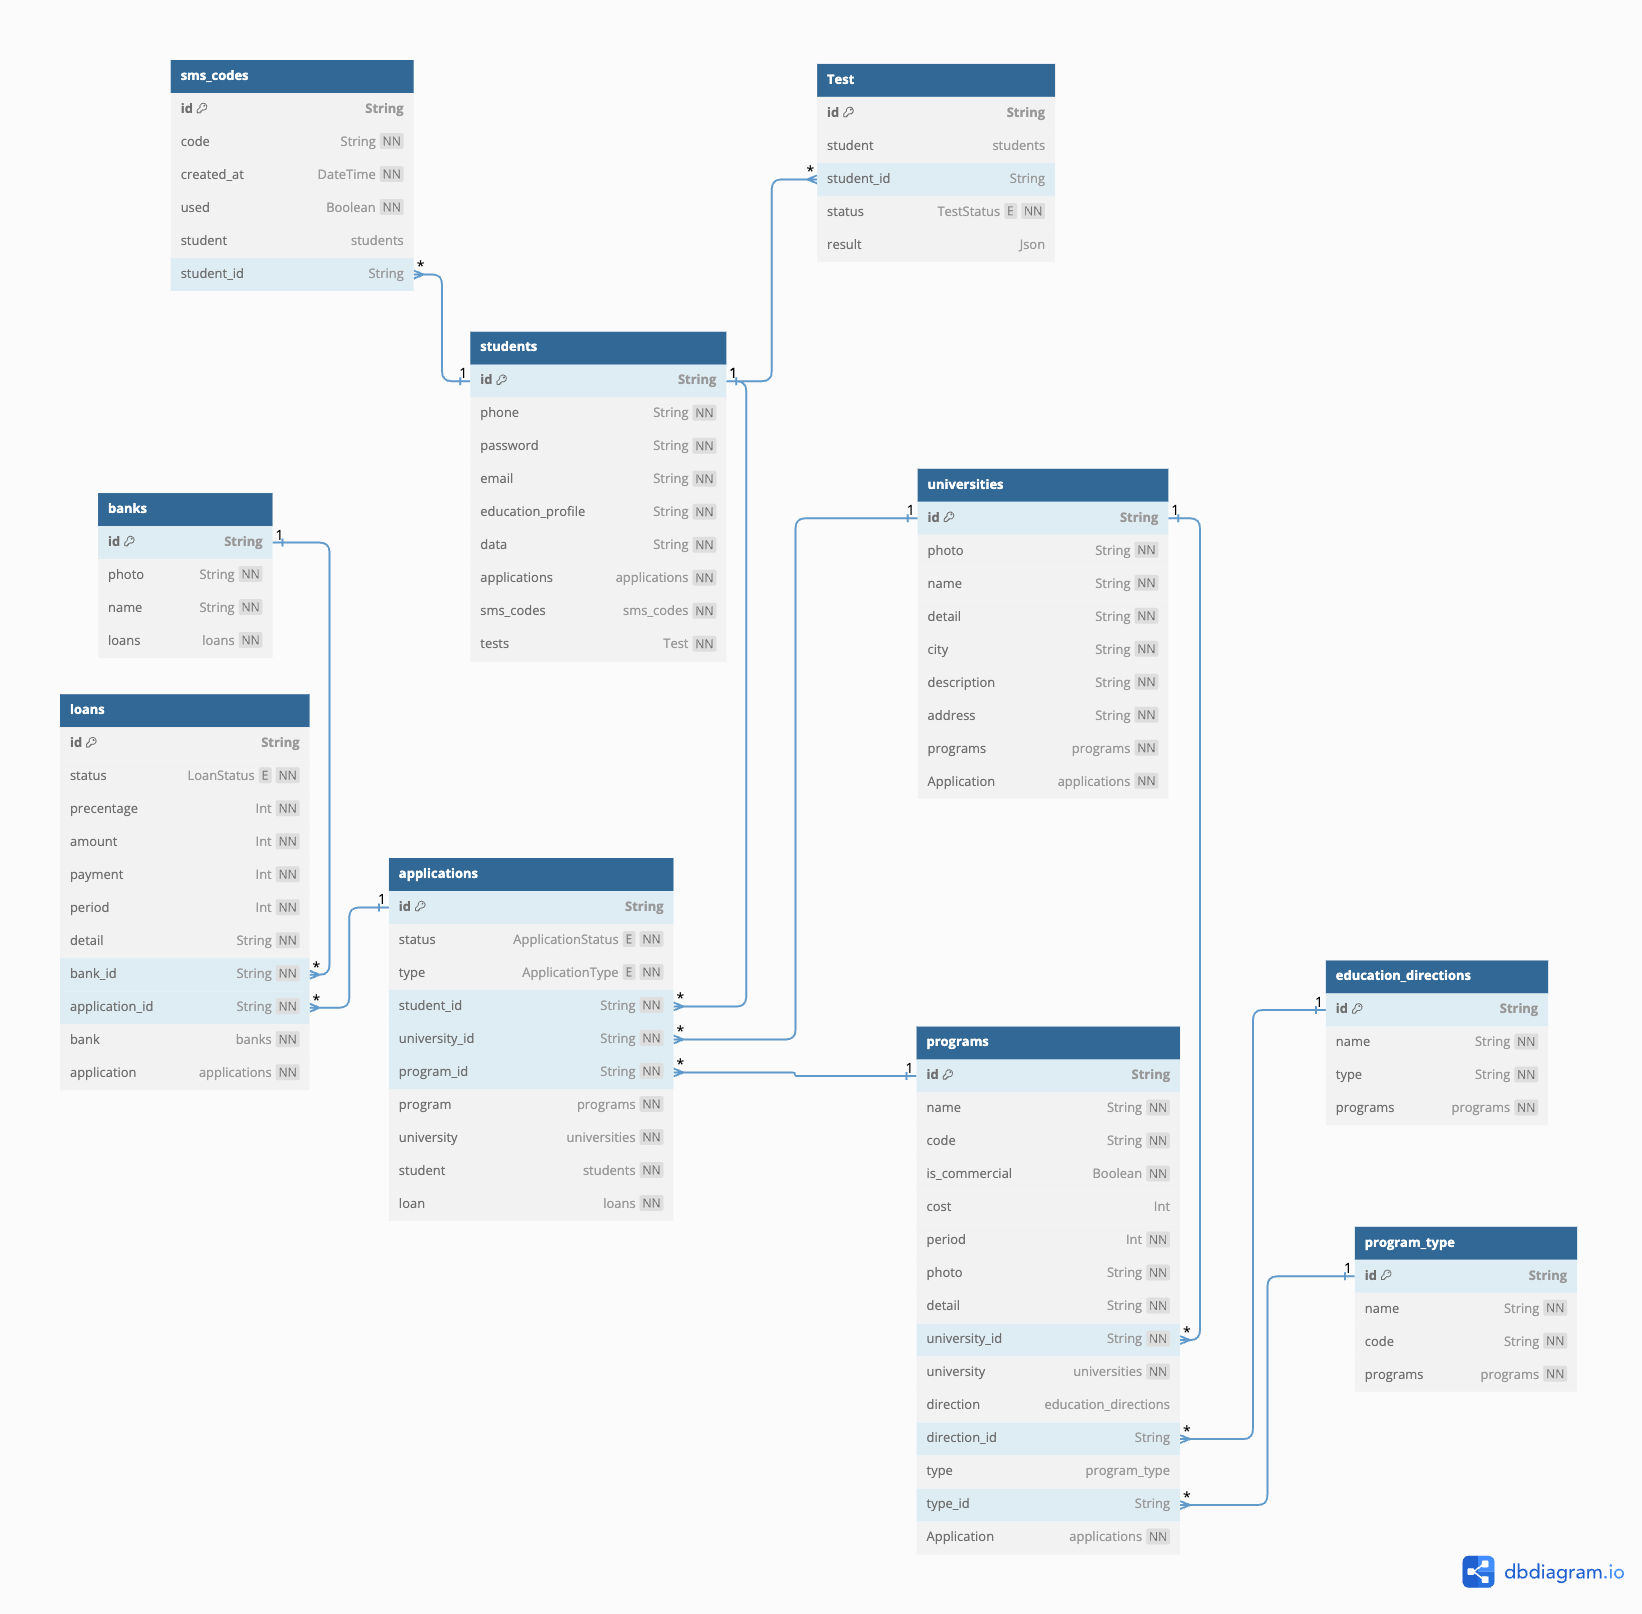 sms_codes
id String
code String NN
created_at DateTime NN
used Boolean NN
student students
student_id String
*
Test
id String
student students
* student_id String
status TestStatus E NN
result Json
students
1 id String 1
phone String NN
password String NN
email String NN
education_profile String NN
data String NN
applications applications NN
sms_codes sms_codes NN
tests Test NN
banks
id String 1
photo String NN
name String NN
loans loans NN
universities
1 id String 1
photo String NN
name String NN
detail String NN
city String NN
description String NN
address String NN
programs programs NN
Application applications NN
loans
id String
status LoanStatus E NN
precentage Int NN
amount Int NN
payment Int NN
period Int NN
detail String NN
bank_id String NN *
application_id String NN *
bank banks NN
application applications NN
applications
1 id String
status ApplicationStatus E NN
type ApplicationType E NN
student_id String NN *
university_id String NN *
program_id String NN *
program programs NN
university universities NN
student students NN
loan loans NN
programs
1 id String
name String NN
code String NN
is_commercial Boolean NN
cost Int
period Int NN
photo String NN
detail String NN
university_id String NN *
university universities NN
direction education_directions
direction_id String *
type program_type
type_id String *
Application applications NN
education_directions
1 id String
name String NN
type String NN
programs programs NN
program_type
1 id String
name String NN
code String NN
programs programs NN
dbdiagram.io